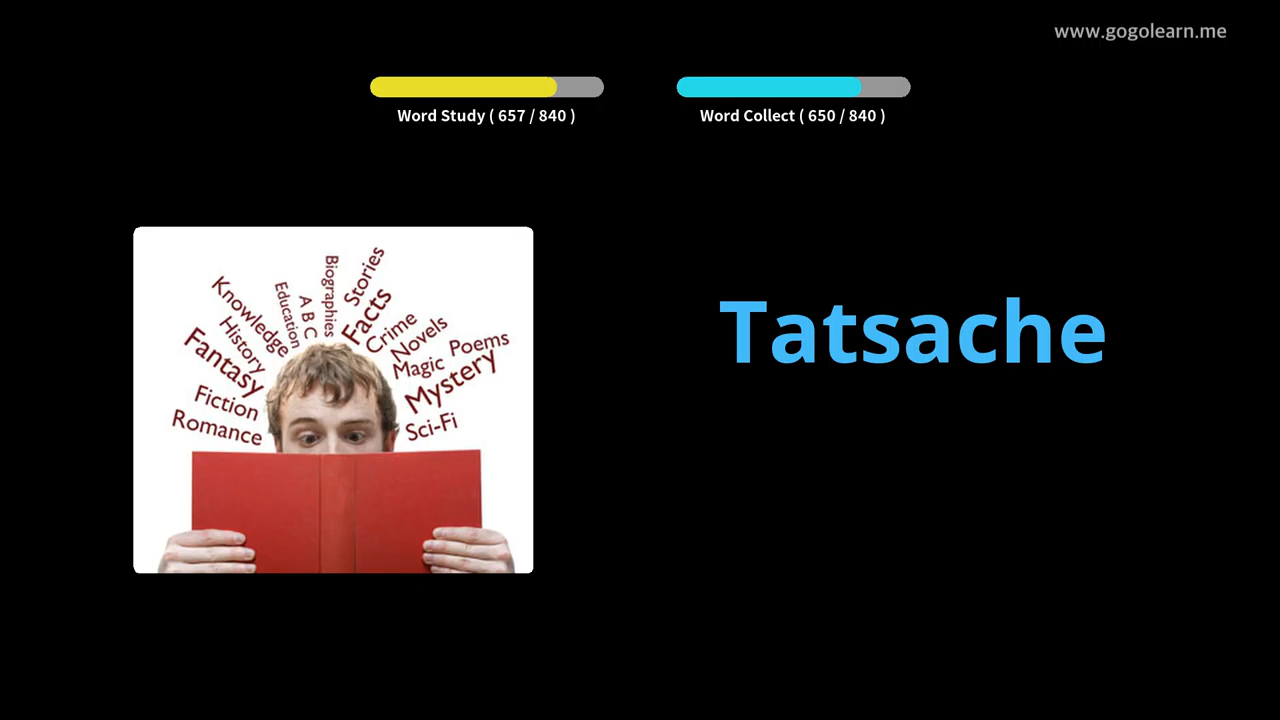 www.gogolearn.me
Word Study ( 657 / 840 )
Word Collect ( 650 / 840 )
Romance
Fiction
Fantasy
History
Knowledge
Education
A B C
Biographies
Stories
Facts
Crime
Novels
Magic
Poems
Mystery
Sci-Fi
Tatsache